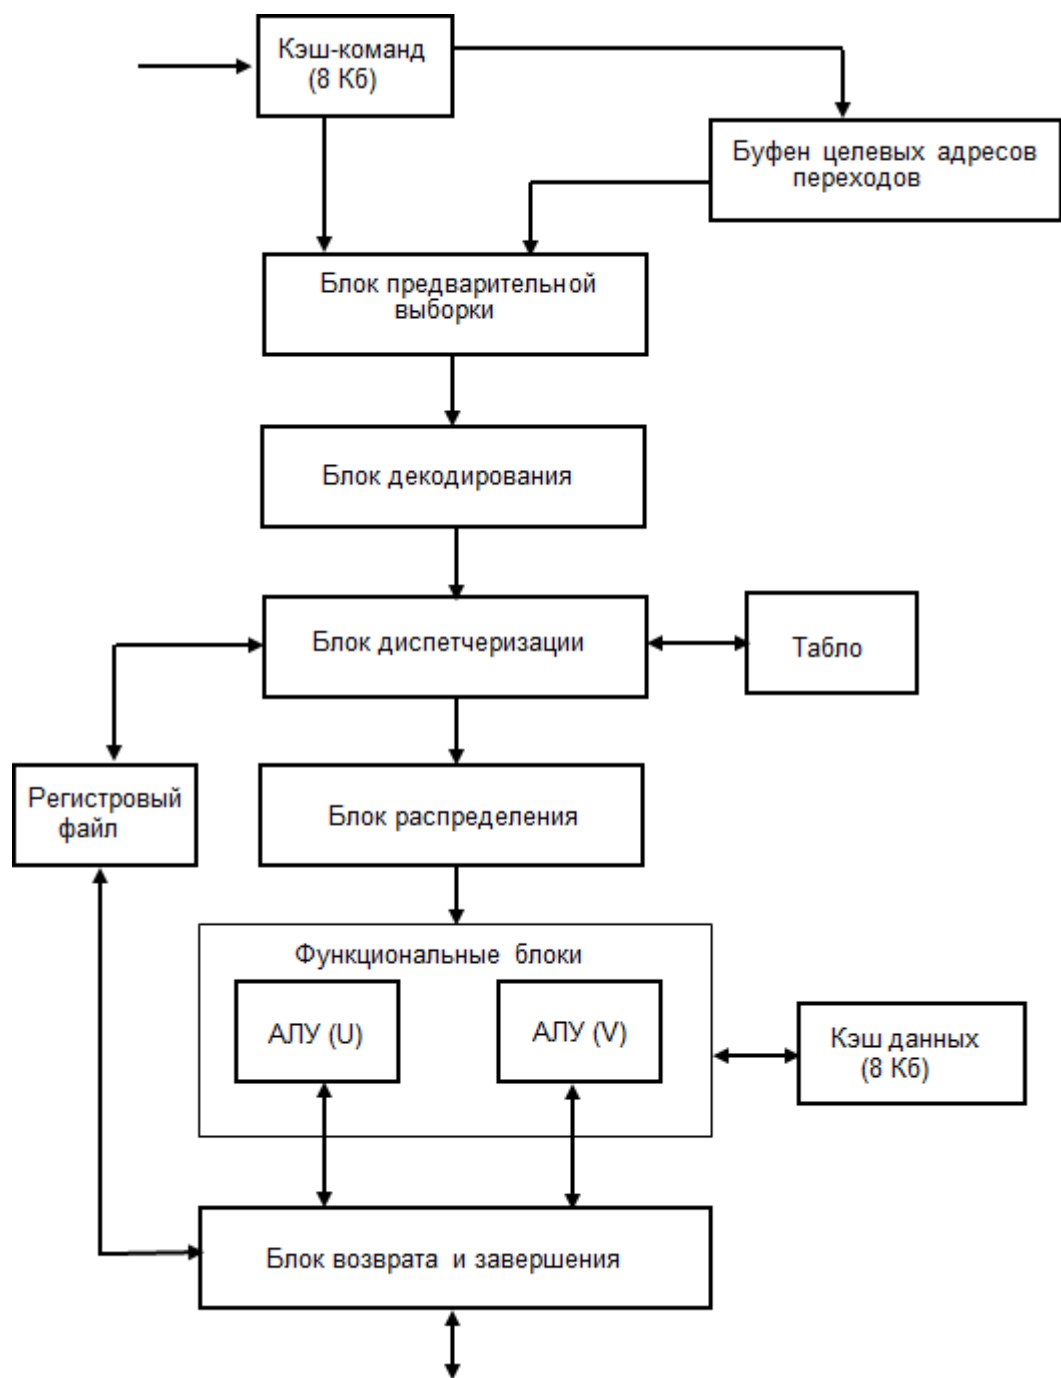 Кэш-команд
(8 Кб)
Буфен целевых адресов
переходов
Блок предварительной
выборки
Блок декодирования
Блок диспетчеризации
Табло
Регистровый
файл
Блок распределения
Функциональные блоки
АЛУ (U)
АЛУ (V)
Кэш данных
(8 Кб)
Блок возврата и завершения